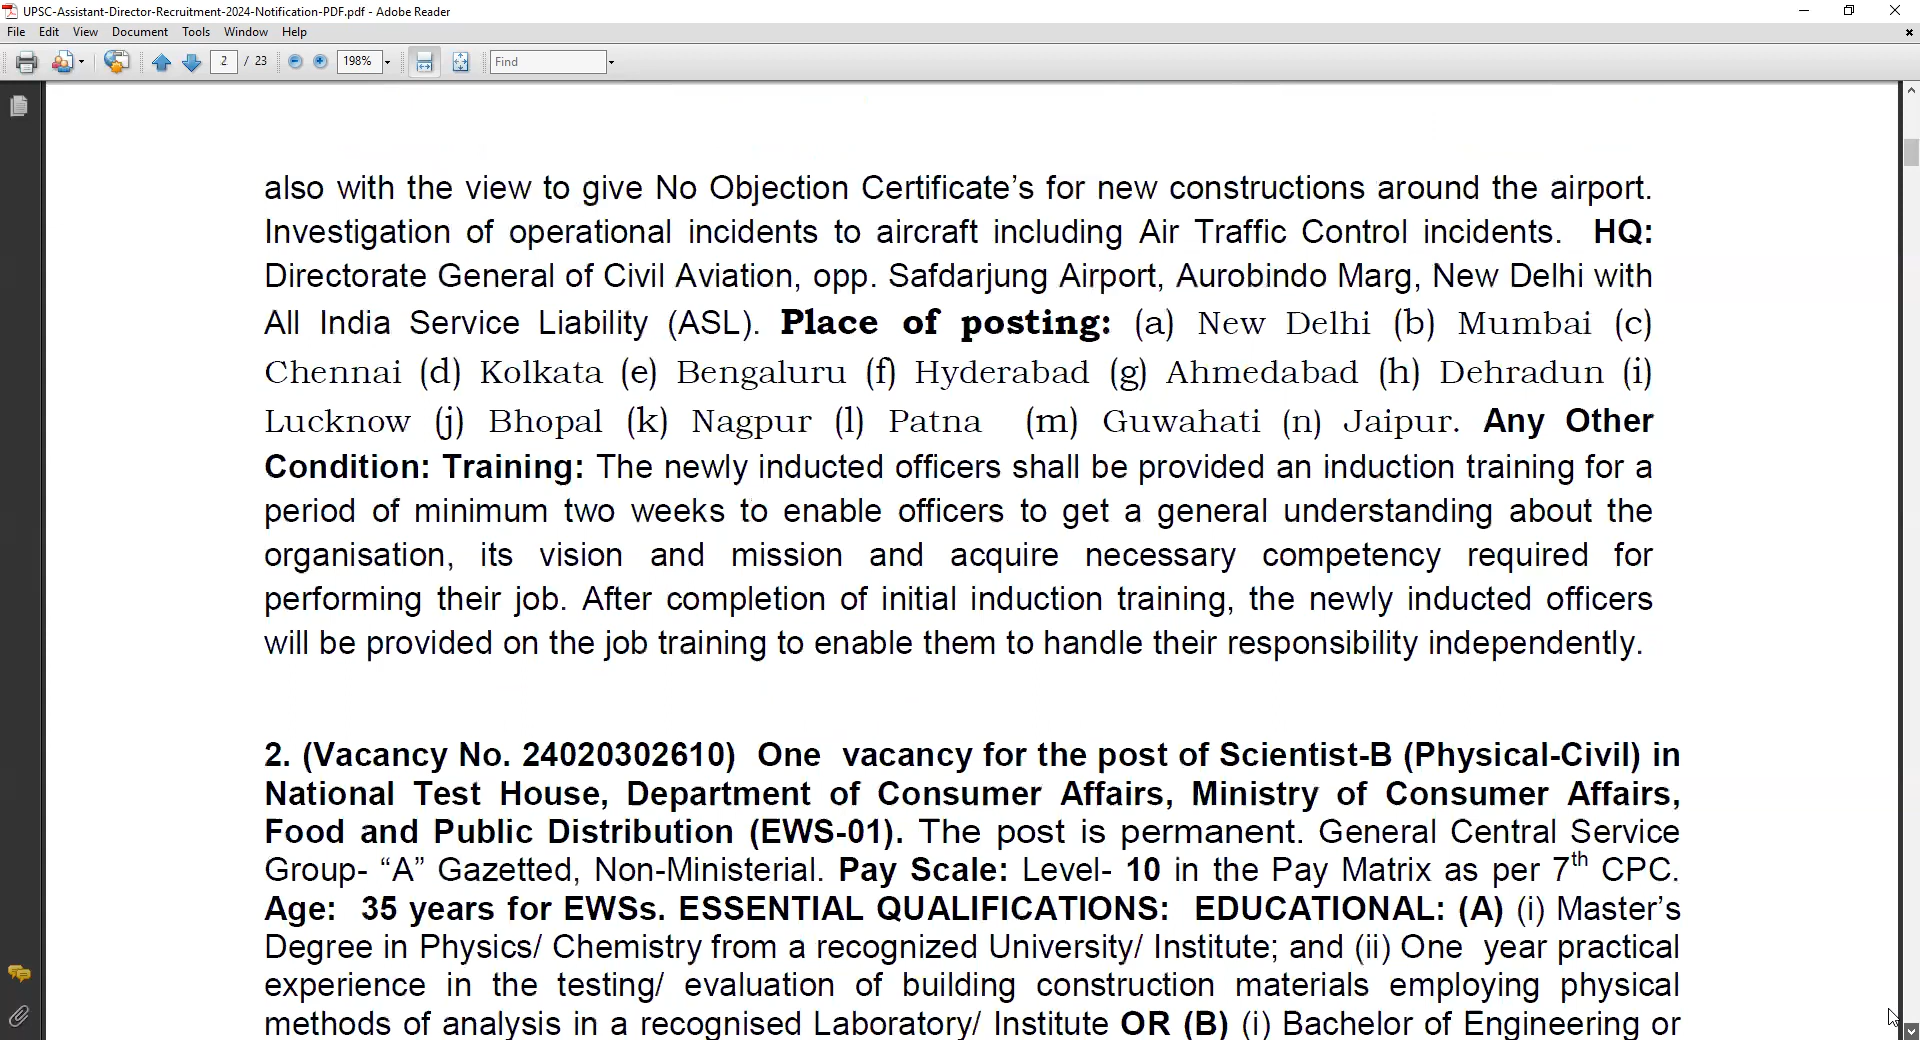 UPSC-Assistant-Director-Recruitment-2024-Notification-PDF.pdf - Adobe Reader
File Edit View Document Tools Window Help
2 / 23 198% Find
also with the view to give No Objection Certificate’s for new constructions around the airport.
Investigation of operational incidents to aircraft including Air Traffic Control incidents. HQ:
Directorate General of Civil Aviation, opp. Safdarjung Airport, Aurobindo Marg, New Delhi with
All India Service Liability (ASL). Place of posting: (a) New Delhi (b) Mumbai (c)
Chennai (d) Kolkata (e) Bengaluru (f) Hyderabad (g) Ahmedabad (h) Dehradun (i)
Lucknow (j) Bhopal (k) Nagpur (l) Patna (m) Guwahati (n) Jaipur. Any Other
Condition: Training: The newly inducted officers shall be provided an induction training for a
period of minimum two weeks to enable officers to get a general understanding about the
organisation, its vision and mission and acquire necessary competency required for
performing their job. After completion of initial induction training, the newly inducted officers
will be provided on the job training to enable them to handle their responsibility independently.
2. (Vacancy No. 24020302610) One vacancy for the post of Scientist-B (Physical-Civil) in
National Test House, Department of Consumer Affairs, Ministry of Consumer Affairs,
Food and Public Distribution (EWS-01). The post is permanent. General Central Service
Group- “A” Gazetted, Non-Ministerial. Pay Scale: Level- 10 in the Pay Matrix as per 7th CPC.
Age: 35 years for EWSs. ESSENTIAL QUALIFICATIONS: EDUCATIONAL: (A) (i) Master’s
Degree in Physics/ Chemistry from a recognized University/ Institute; and (ii) One year practical
experience in the testing/ evaluation of building construction materials employing physical
methods of analysis in a recognised Laboratory/ Institute OR (B) (i) Bachelor of Engineering or